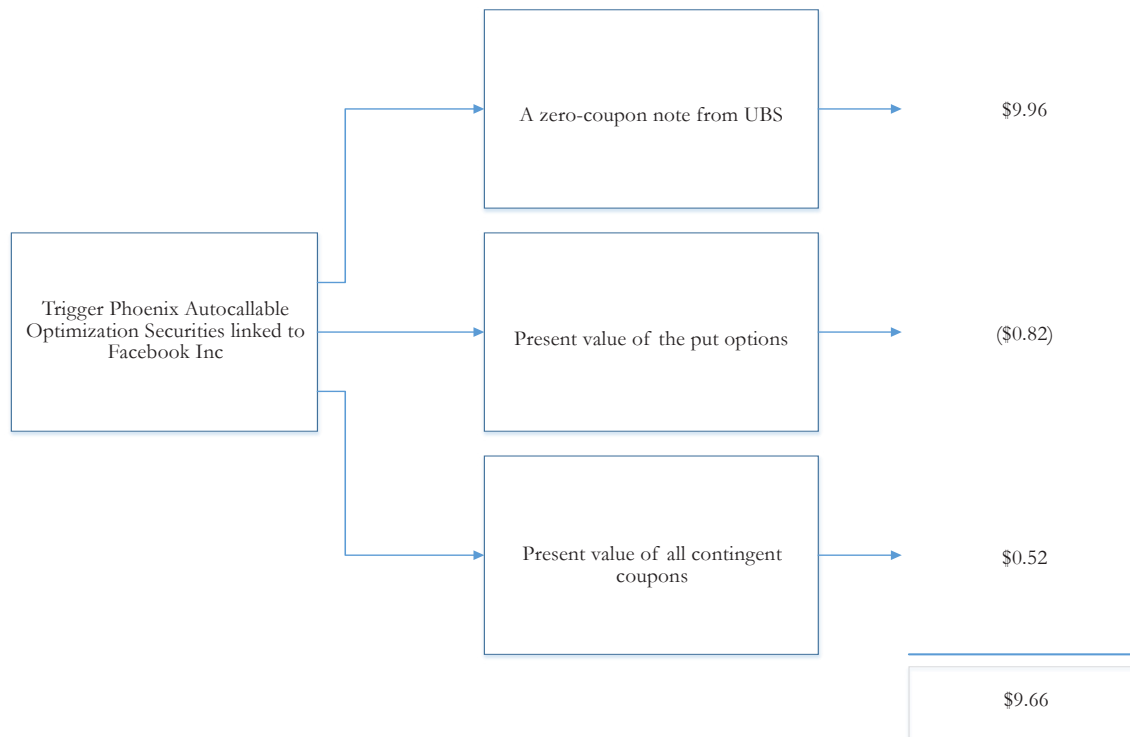 A zero-coupon note from UBS
$9.96
Trigger Phoenix Autocallable
Optimization Securities linked to
Facebook Inc
Present value of the put options
($0.82)
Present value of all contingent
coupons
$0.52
$9.66